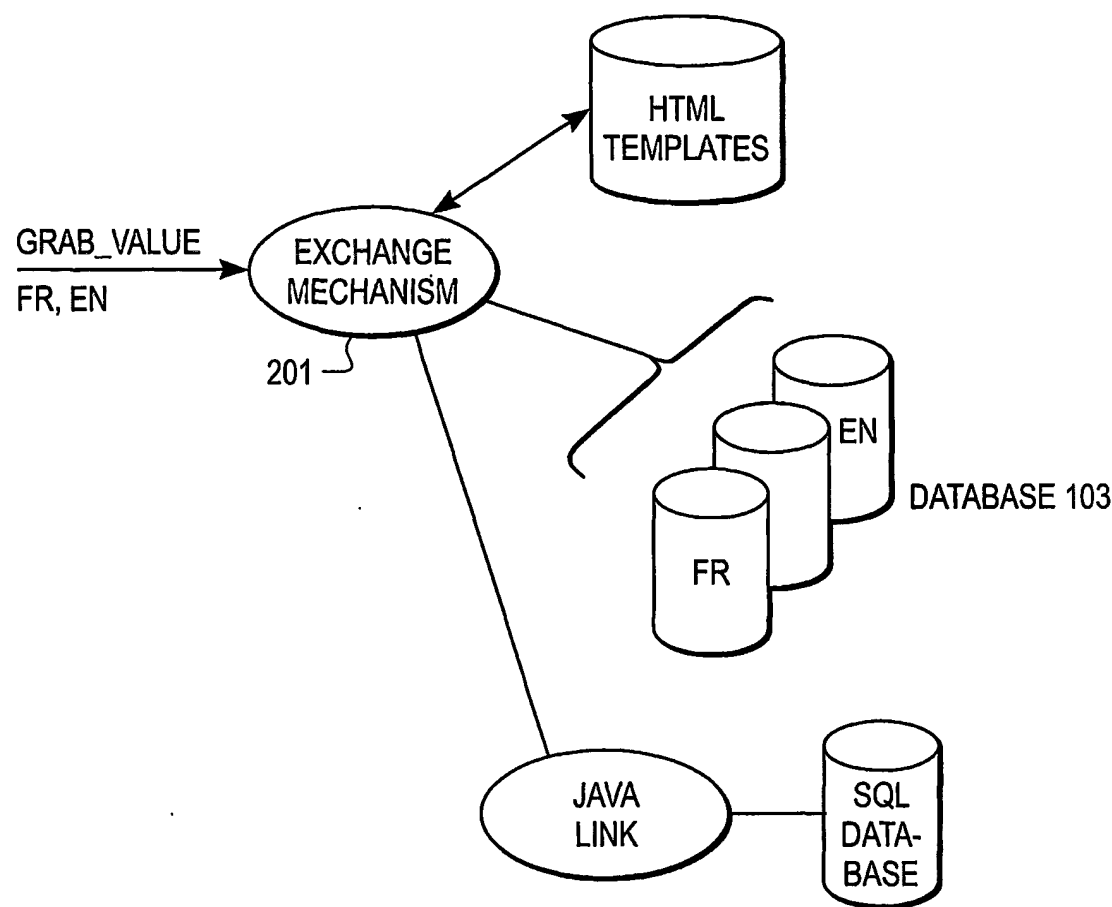 HTML
TEMPLATES
GRAB_VALUE
FR, EN
EXCHANGE
MECHANISM
201
EN
DATABASE 103
FR
JAVA
LINK
SQL
DATA-
BASE